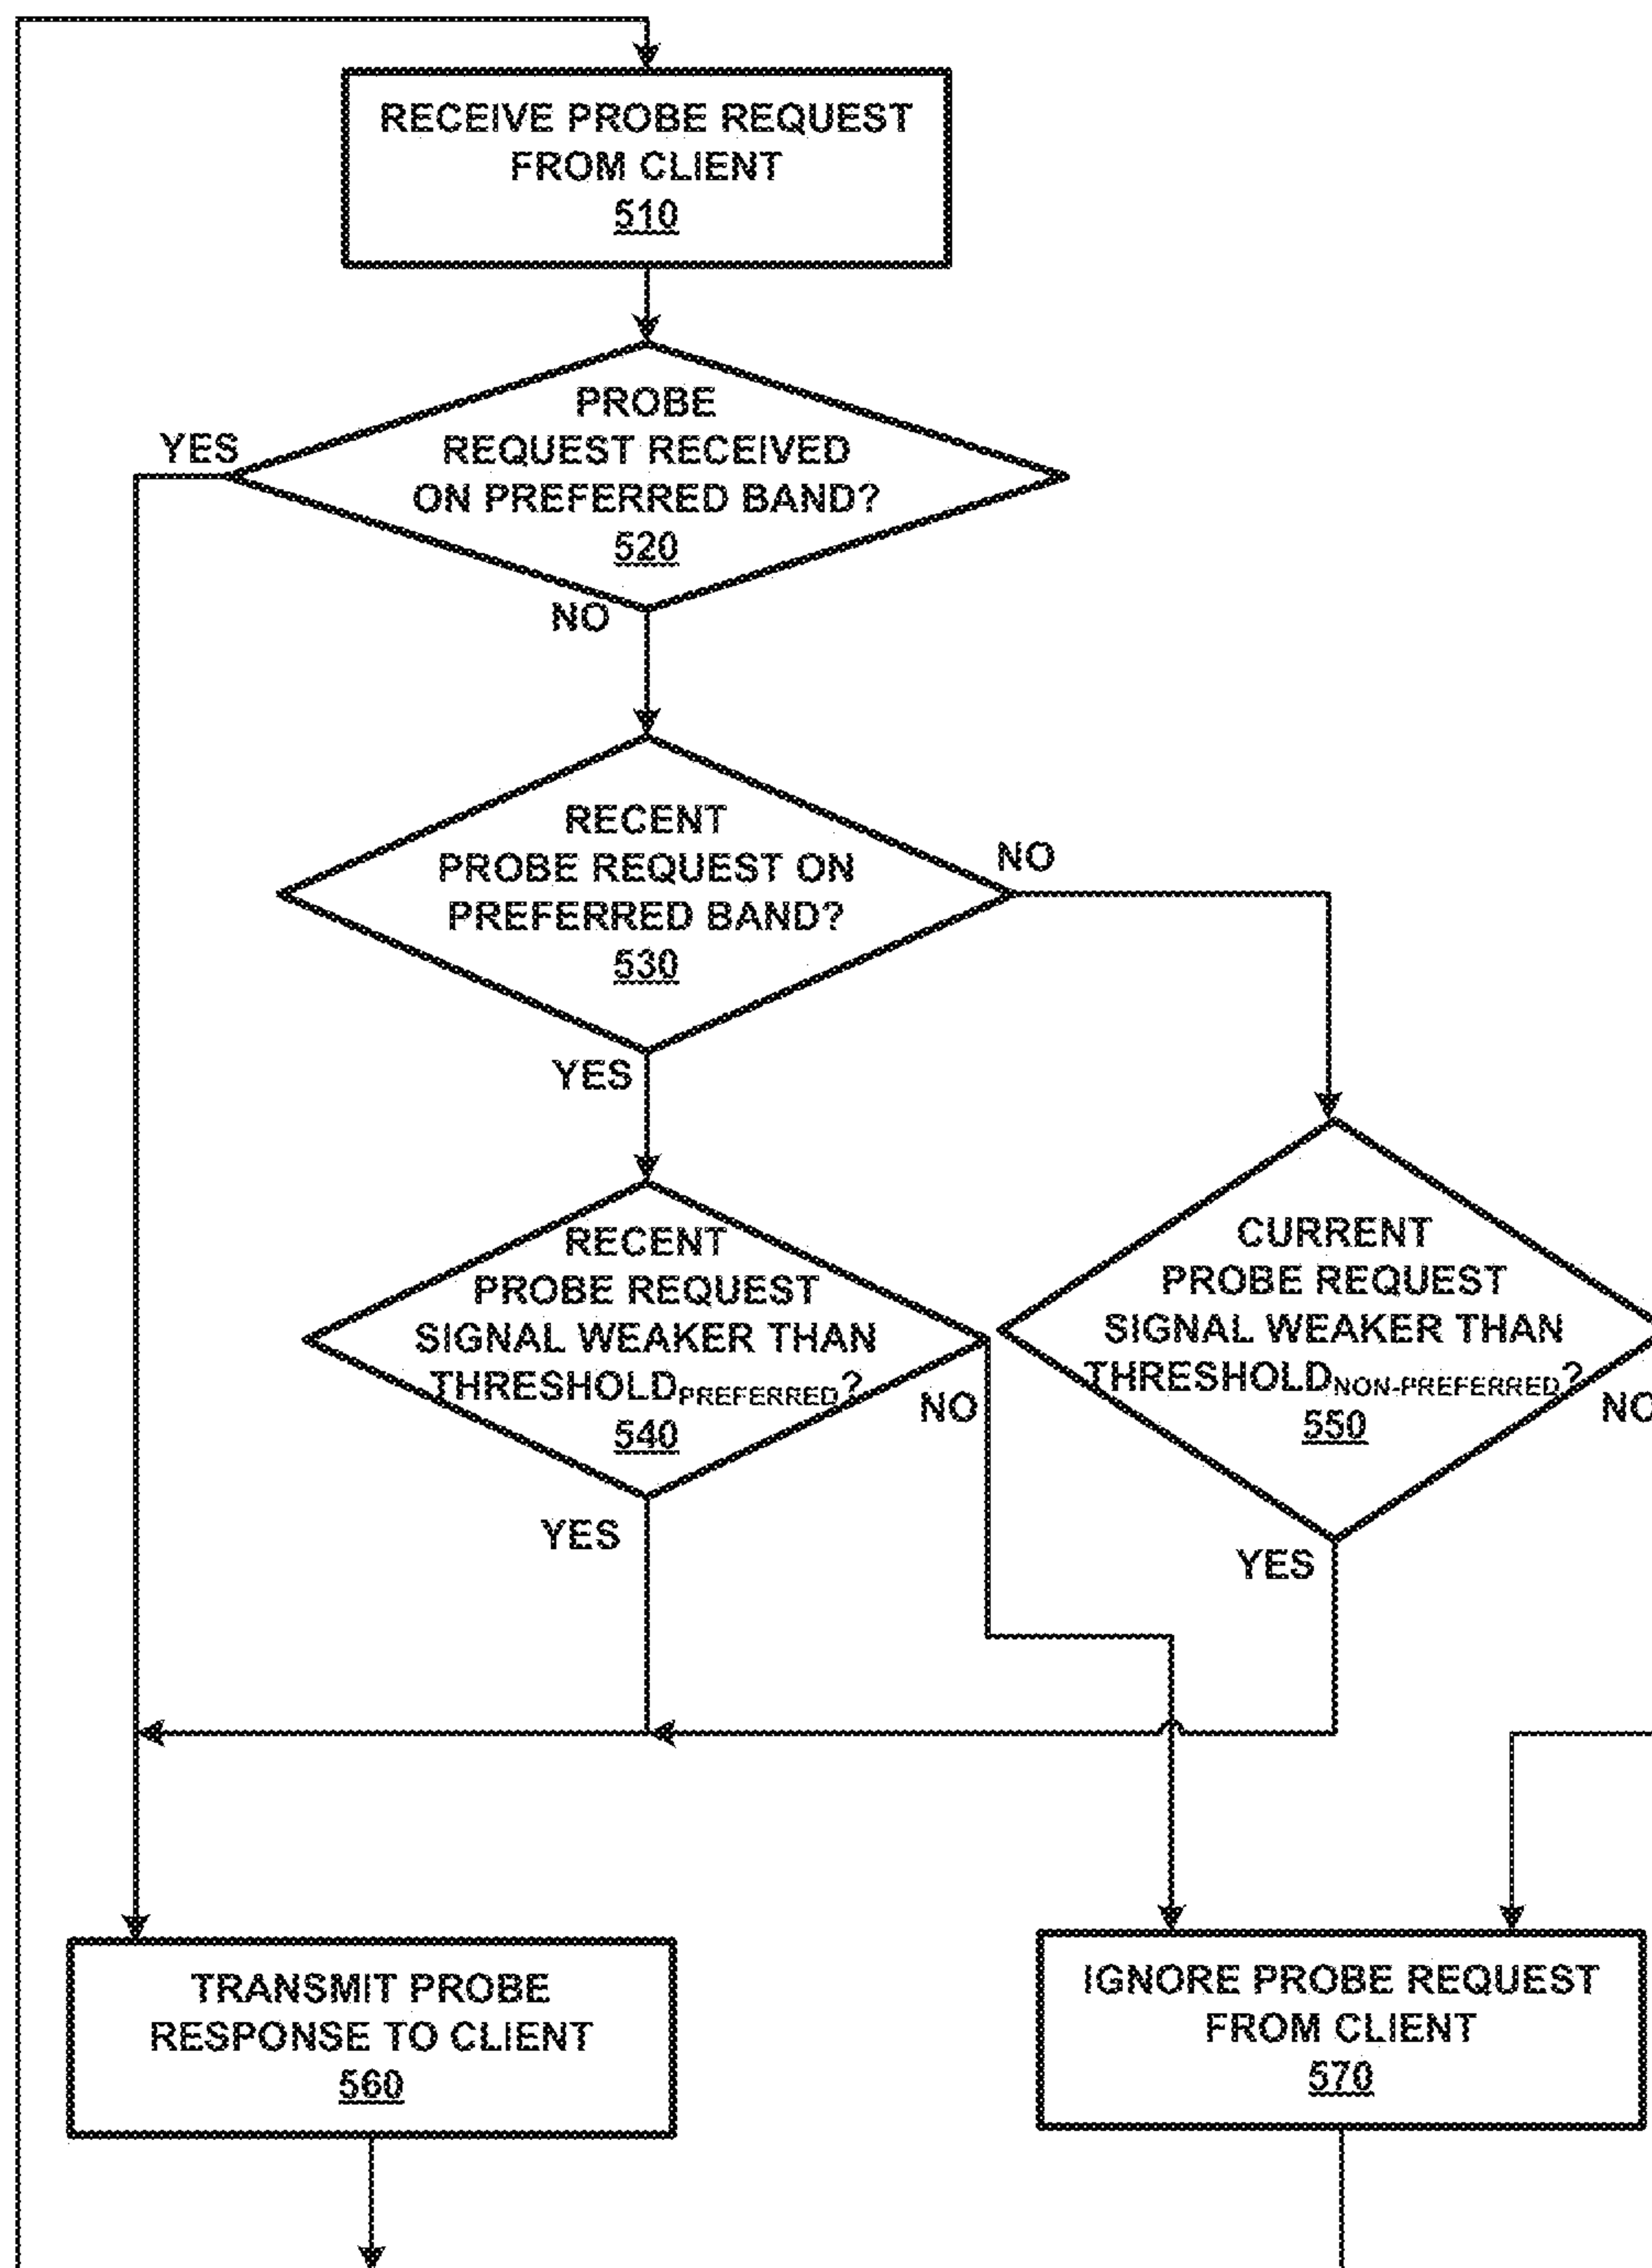 RECEIVE PROBE REQUEST
FROM CLIENT
510
PROBE
REQUEST RECEIVED
ON PREFERRED BAND?
520
YES
NO
RECENT
PROBE REQUEST ON
PREFERRED BAND?
530
NO
YES
RECENT
PROBE REQUEST
SIGNAL WEAKER THAN
THRESHOLDPREFERRED?
540
NO
YES
CURRENT
PROBE REQUEST
SIGNAL WEAKER THAN
THRESHOLDNON-PREFERRED?
550
NO
YES
TRANSMIT PROBE
RESPONSE TO CLIENT
560
IGNORE PROBE REQUEST
FROM CLIENT
570